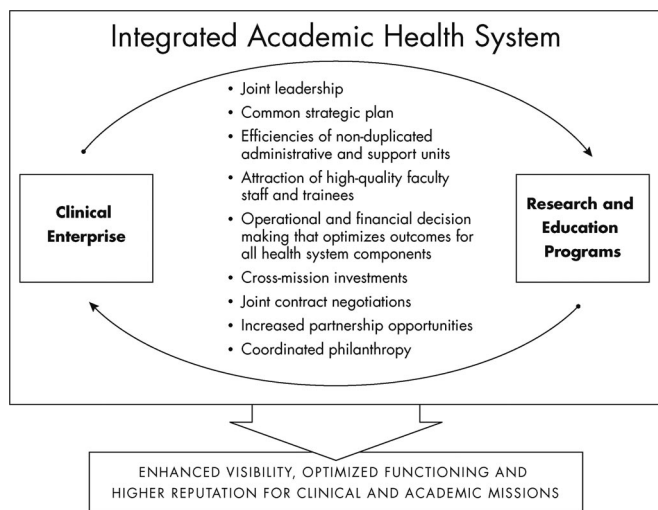 Integrated Academic Health System
• Joint leadership
• Common strategic plan
• Efficiencies of non-duplicated
administrative and support units
• Attraction of high-quality faculty
staff and trainees
• Operational and financial decision
making that optimizes outcomes for
all health system components
• Cross-mission investments
• Joint contract negotiations
• Increased partnership opportunities
• Coordinated philanthropy
Clinical
Enterprise
Research and
Education
Programs
ENHANCED VISIBILITY, OPTIMIZED FUNCTIONING AND
HIGHER REPUTATION FOR CLINICAL AND ACADEMIC MISSIONS